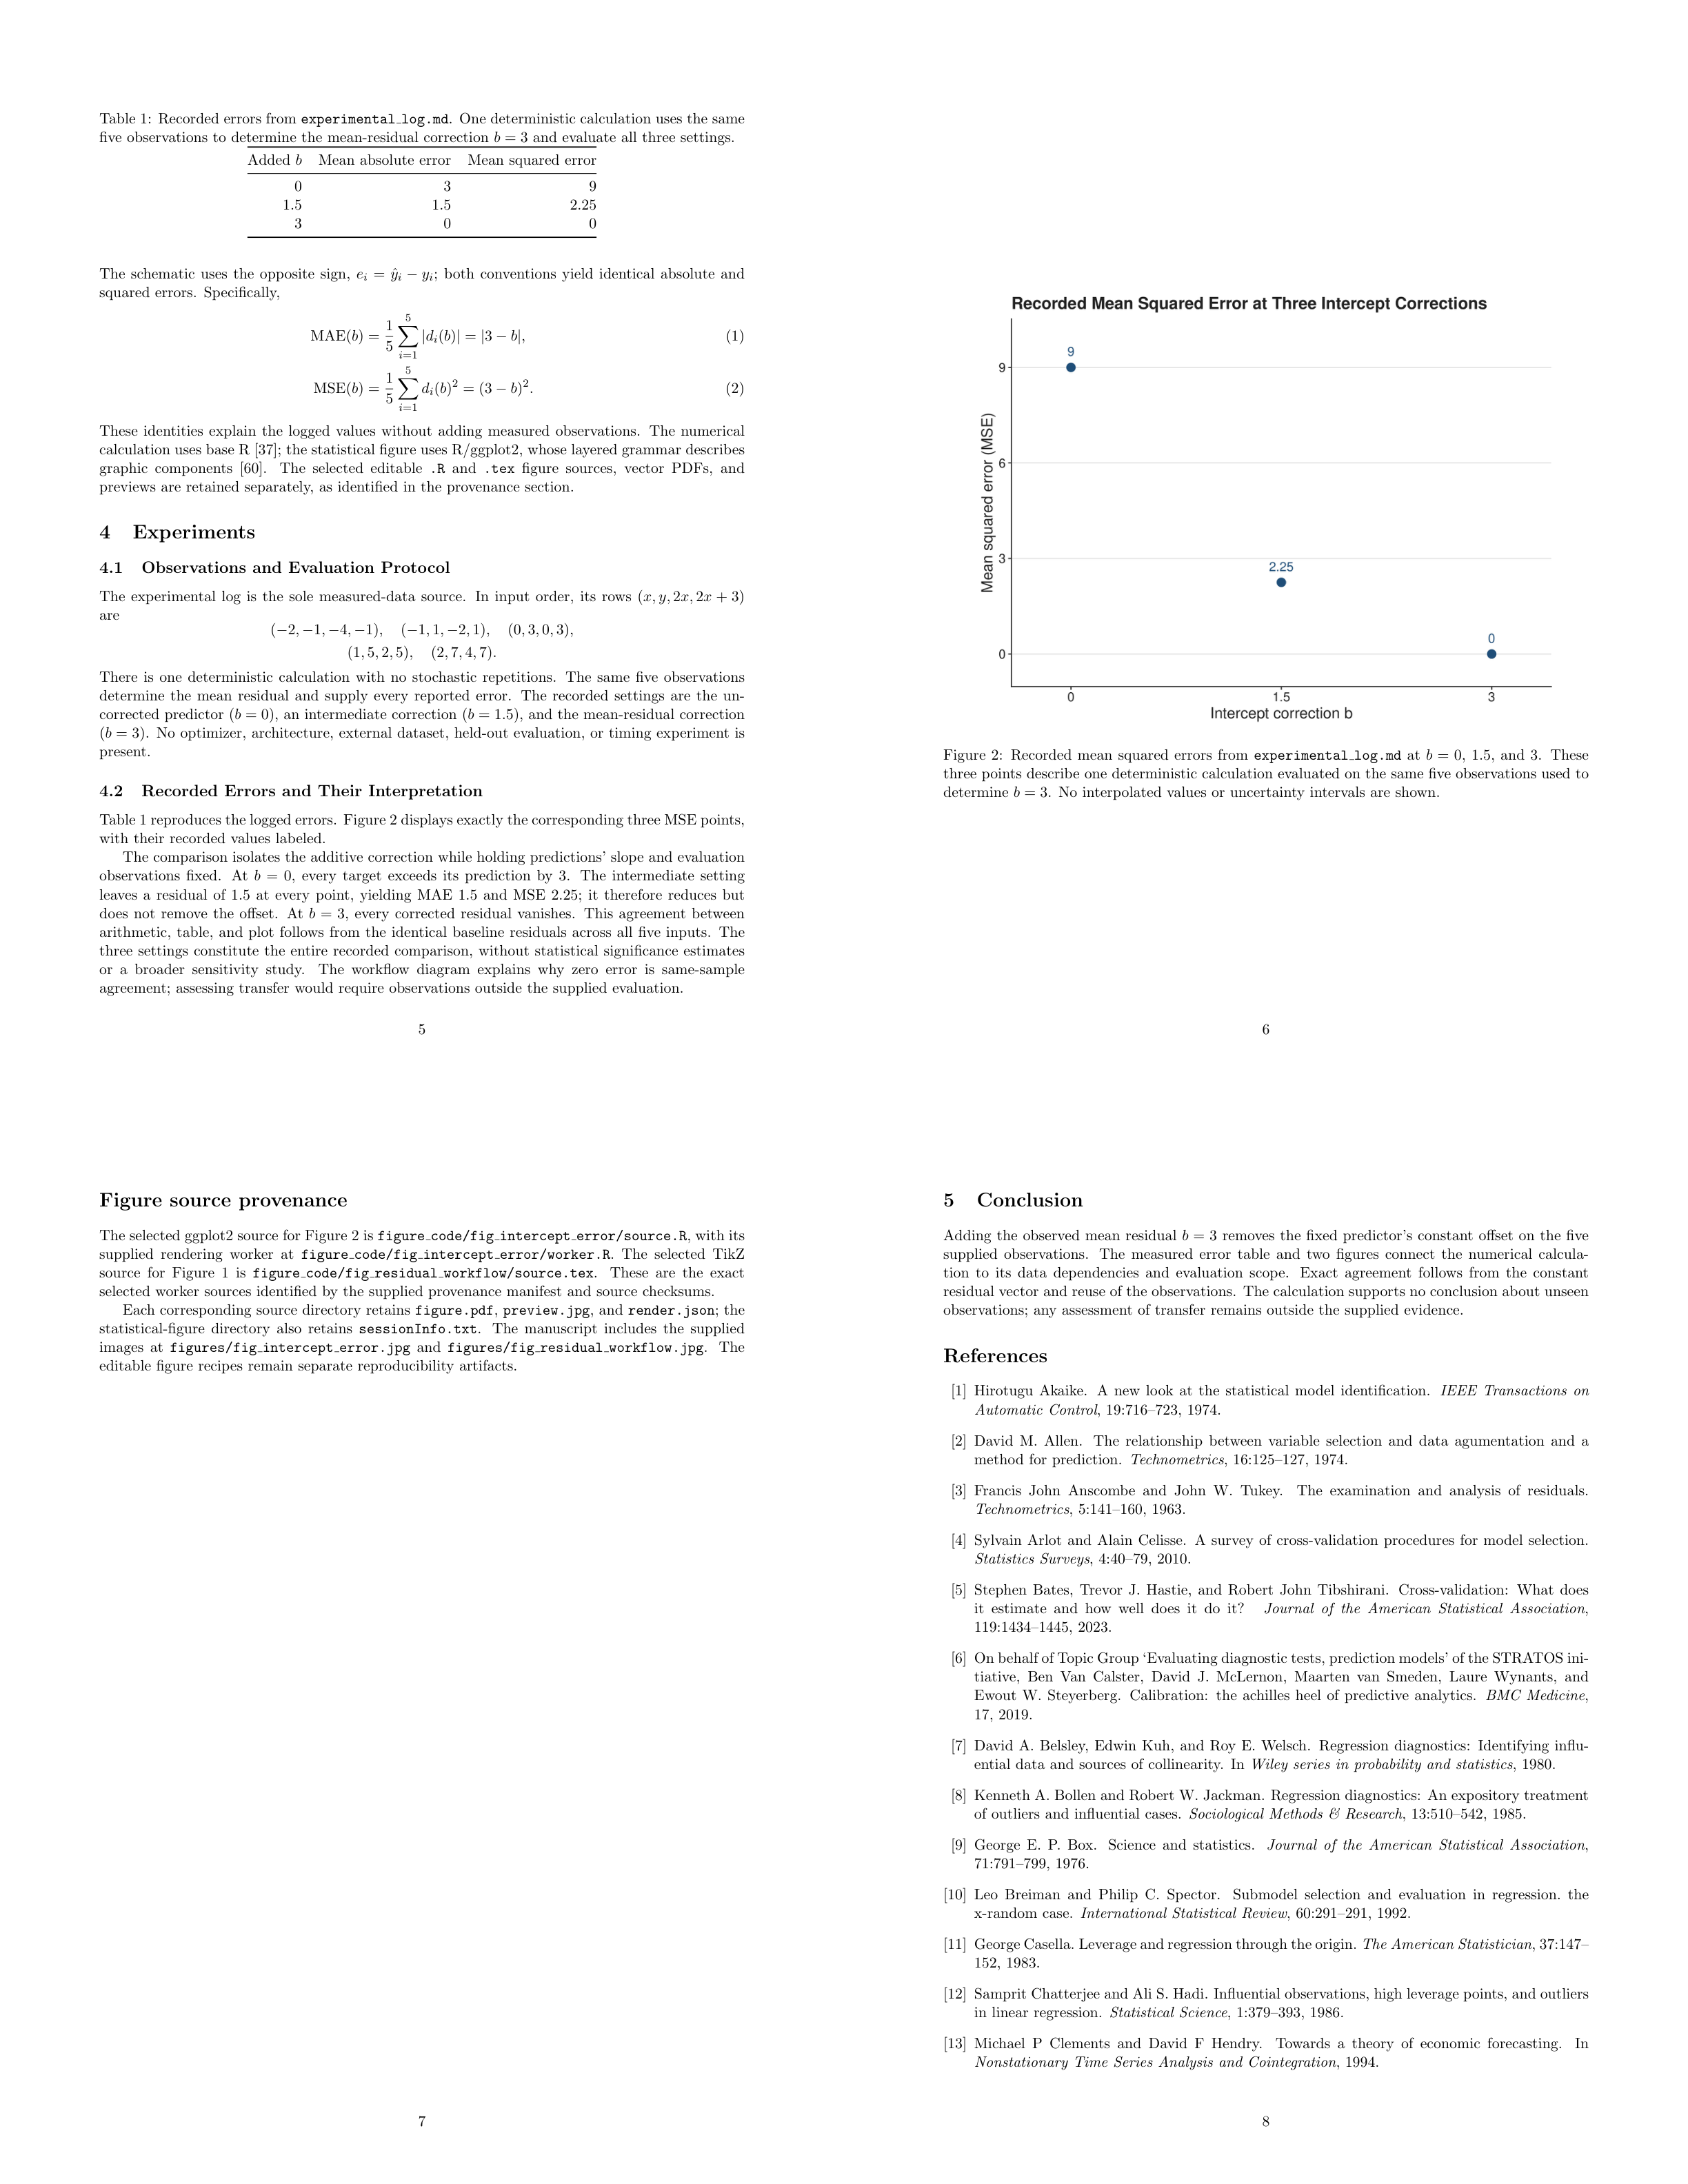 Table 1: Recorded errors from experimental_log.md. One deterministic calculation uses the same
five observations to determine the mean-residual correction b = 3 and evaluate all three settings.
Added b Mean absolute error Mean squared error
0 3 9
1.5 1.5 2.25
3 0 0
The schematic uses the opposite sign, eᵢ = ŷᵢ − yᵢ; both conventions yield identical absolute and
squared errors. Specifically,
MAE(b) = 1/5 ∑_{i=1}^{5} |dᵢ(b)| = |3 − b|, (1)
MSE(b) = 1/5 ∑_{i=1}^{5} dᵢ(b)² = (3 − b)². (2)
These identities explain the logged values without adding measured observations. The numerical
calculation uses base R [37]; the statistical figure uses R/ggplot2, whose layered grammar describes
graphic components [60]. The selected editable .R and .tex figure sources, vector PDFs, and
previews are retained separately, as identified in the provenance section.
4 Experiments
4.1 Observations and Evaluation Protocol
The experimental log is the sole measured-data source. In input order, its rows (x, y, 2x, 2x + 3)
are
(−2, −1, −4, −1), (−1, 1, −2, 1), (0, 3, 0, 3),
(1, 5, 2, 5), (2, 7, 4, 7).
There is one deterministic calculation with no stochastic repetitions. The same five observations
determine the mean residual and supply every reported error. The recorded settings are the un-
corrected predictor (b = 0), an intermediate correction (b = 1.5), and the mean-residual correction
(b = 3). No optimizer, architecture, external dataset, held-out evaluation, or timing experiment is
present.
4.2 Recorded Errors and Their Interpretation
Table 1 reproduces the logged errors. Figure 2 displays exactly the corresponding three MSE points,
with their recorded values labeled.
The comparison isolates the additive correction while holding predictions' slope and evaluation
observations fixed. At b = 0, every target exceeds its prediction by 3. The intermediate setting
leaves a residual of 1.5 at every point, yielding MAE 1.5 and MSE 2.25; it therefore reduces but
does not remove the offset. At b = 3, every corrected residual vanishes. This agreement between
arithmetic, table, and plot follows from the identical baseline residuals across all five inputs. The
three settings constitute the entire recorded comparison, without statistical significance estimates
or a broader sensitivity study. The workflow diagram explains why zero error is same-sample
agreement; assessing transfer would require observations outside the supplied evaluation.
5
Recorded Mean Squared Error at Three Intercept Corrections
Mean squared error (MSE)
9
6
3
0
9
2.25
0
0 1.5 3
Intercept correction b
Figure 2: Recorded mean squared errors from experimental_log.md at b = 0, 1.5, and 3. These
three points describe one deterministic calculation evaluated on the same five observations used to
determine b = 3. No interpolated values or uncertainty intervals are shown.
6
Figure source provenance
The selected ggplot2 source for Figure 2 is figure_code/fig_intercept_error/source.R, with its
supplied rendering worker at figure_code/fig_intercept_error/worker.R. The selected TikZ
source for Figure 1 is figure_code/fig_residual_workflow/source.tex. These are the exact
selected worker sources identified by the supplied provenance manifest and source checksums.
Each corresponding source directory retains figure.pdf, preview.jpg, and render.json; the
statistical-figure directory also retains sessionInfo.txt. The manuscript includes the supplied
images at figures/fig_intercept_error.jpg and figures/fig_residual_workflow.jpg. The
editable figure recipes remain separate reproducibility artifacts.
7
5 Conclusion
Adding the observed mean residual b = 3 removes the fixed predictor's constant offset on the five
supplied observations. The measured error table and two figures connect the numerical calcula-
tion to its data dependencies and evaluation scope. Exact agreement follows from the constant
residual vector and reuse of the observations. The calculation supports no conclusion about unseen
observations; any assessment of transfer remains outside the supplied evidence.
References
[1] Hirotugu Akaike. A new look at the statistical model identification. IEEE Transactions on
Automatic Control, 19:716–723, 1974.
[2] David M. Allen. The relationship between variable selection and data agumentation and a
method for prediction. Technometrics, 16:125–127, 1974.
[3] Francis John Anscombe and John W. Tukey. The examination and analysis of residuals.
Technometrics, 5:141–160, 1963.
[4] Sylvain Arlot and Alain Celisse. A survey of cross-validation procedures for model selection.
Statistics Surveys, 4:40–79, 2010.
[5] Stephen Bates, Trevor J. Hastie, and Robert John Tibshirani. Cross-validation: What does
it estimate and how well does it do it? Journal of the American Statistical Association,
119:1434–1445, 2023.
[6] On behalf of Topic Group ‘Evaluating diagnostic tests, prediction models’ of the STRATOS ini-
tiative, Ben Van Calster, David J. McLernon, Maarten van Smeden, Laure Wynants, and
Ewout W. Steyerberg. Calibration: the achilles heel of predictive analytics. BMC Medicine,
17, 2019.
[7] David A. Belsley, Edwin Kuh, and Roy E. Welsch. Regression diagnostics: Identifying influ-
ential data and sources of collinearity. In Wiley series in probability and statistics, 1980.
[8] Kenneth A. Bollen and Robert W. Jackman. Regression diagnostics: An expository treatment
of outliers and influential cases. Sociological Methods & Research, 13:510–542, 1985.
[9] George E. P. Box. Science and statistics. Journal of the American Statistical Association,
71:791–799, 1976.
[10] Leo Breiman and Philip C. Spector. Submodel selection and evaluation in regression. the
x-random case. International Statistical Review, 60:291–291, 1992.
[11] George Casella. Leverage and regression through the origin. The American Statistician, 37:147–
152, 1983.
[12] Samprit Chatterjee and Ali S. Hadi. Influential observations, high leverage points, and outliers
in linear regression. Statistical Science, 1:379–393, 1986.
[13] Michael P Clements and David F Hendry. Towards a theory of economic forecasting. In
Nonstationary Time Series Analysis and Cointegration, 1994.
8